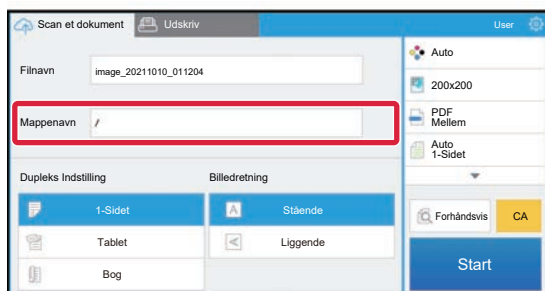 Scan et dokument
Udskriv
User
Filnavn
image_20211010_011204
Mappenavn
/
Dupleks Indstilling
Billedretning
1-Sidet
A
Stående
Tablet
<
Liggende
Bog
Auto
200x200
PDF
Mellem
Auto
1-Sidet
Forhåndsvis
CA
Start